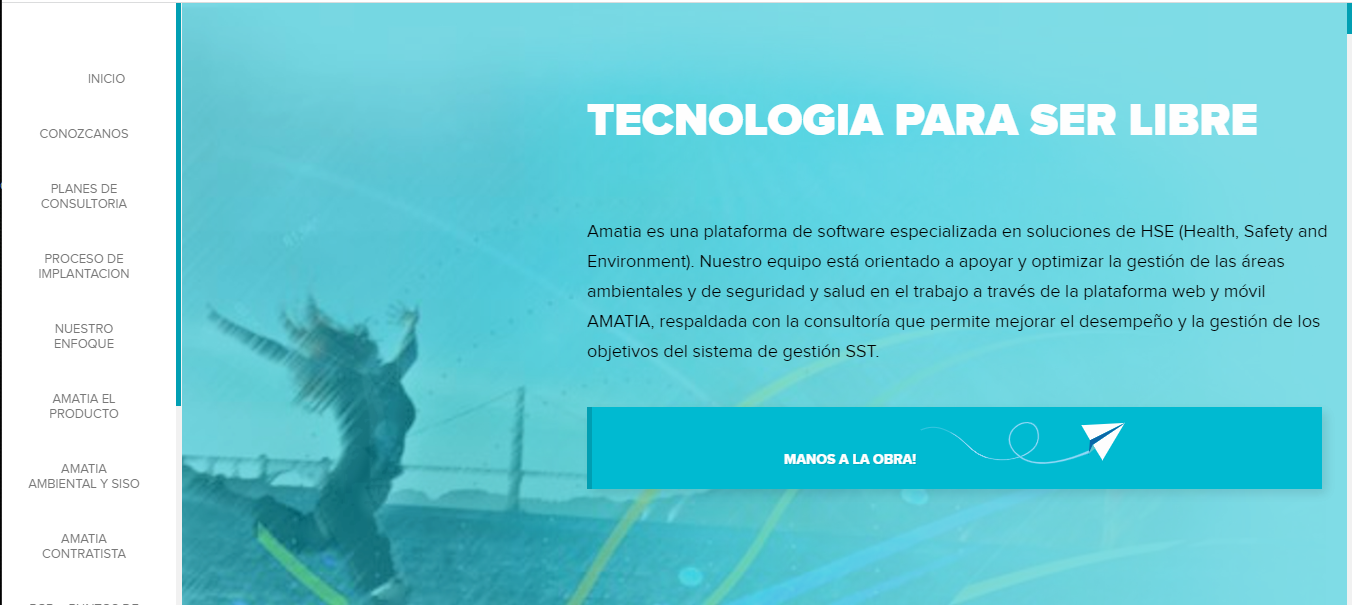 INICIO
CONOZCANOS
PLANES DE
CONSULTORIA
PROCESO DE
IMPLANTACION
NUESTRO
ENFOQUE
AMATIA EL
PRODUCTO
AMATIA
AMBIENTAL Y SISO
AMATIA
CONTRATISTA
TECNOLOGIA PARA SER LIBRE
Amatia es una plataforma de software especializada en soluciones de HSE (Health, Safety and
Environment). Nuestro equipo está orientado a apoyar y optimizar la gestión de las áreas
ambientales y de seguridad y salud en el trabajo a través de la plataforma web y móvil
AMATIA, respaldada con la consultoría que permite mejorar el desempeño y la gestión de los
objetivos del sistema de gestión SST.
MANOS A LA OBRA!